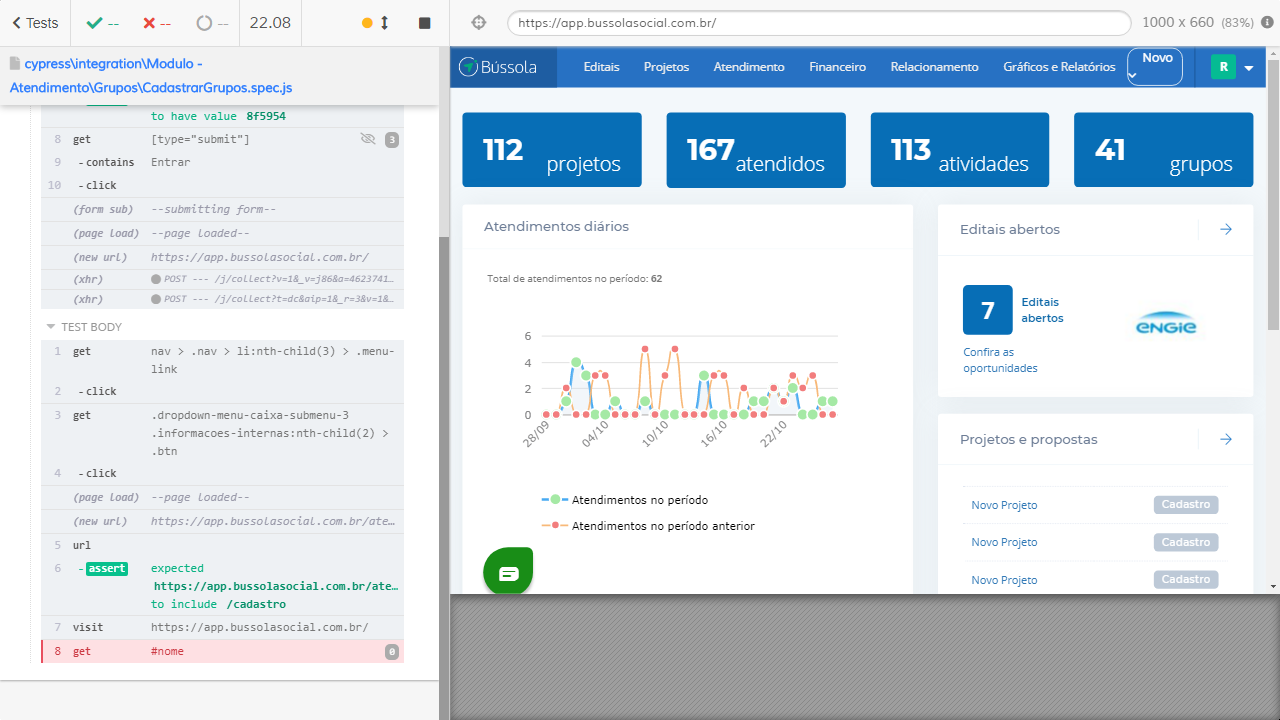 Tests
--
--
--
22.08
https://app.bussolasocial.com.br/
1000 x 660 (83%)
cypress\integration\Modulo -
Atendimento\Grupos\CadastrarGrupos.spec.js
to have value 8f5954
8 get [type="submit"] 3
9 - contains Entrar
10 - click
(form sub) --submitting form--
(page load) --page loaded--
(new url) https://app.bussolasocial.com.br/
(xhr) POST --- /j/collect?v=1&_v=j86&a=4623741…
(xhr) POST --- /j/collect?t=dc&aip=1&_r=3&v=1&…
TEST BODY
1 get nav > .nav > li:nth-child(3) > .menu-
link
2 - click
3 get .dropdown-menu-caixa-submenu-3
.informacoes-internas:nth-child(2) >
.btn
4 - click
(page load) --page loaded--
(new url) https://app.bussolasocial.com.br/ate…
5 url
6 - assert expected
https://app.bussolasocial.com.br/ate…
to include /cadastro
7 visit https://app.bussolasocial.com.br/
8 get #nome 0
Bússola
Editais Projetos Atendimento Financeiro Relacionamento Gráficos e Relatórios Novo
R
112 projetos
167 atendidos
113 atividades
41 grupos
Atendimentos diários
Total de atendimentos no período: 62
6
4
2
0
28/09 04/10 10/10 16/10 22/10
Atendimentos no período
Atendimentos no período anterior
Editais abertos
7
Editais
abertos
ENGIE
Confira as
oportunidades
Projetos e propostas
Novo Projeto Cadastro
Novo Projeto Cadastro
Novo Projeto Cadastro